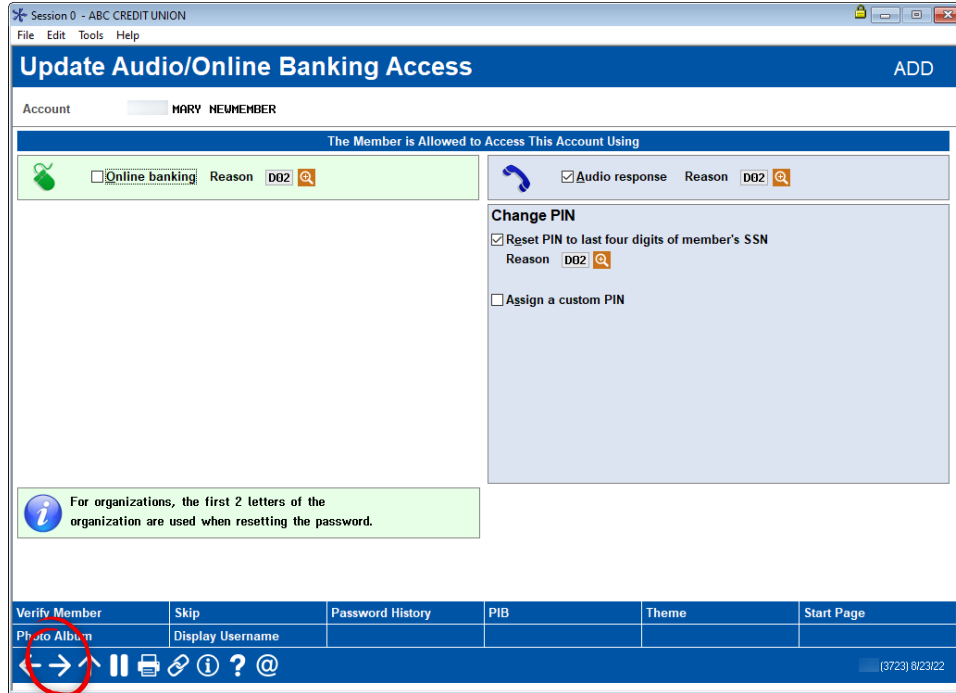 Session 0 - ABC CREDIT UNION
File Edit Tools Help
Update Audio/Online Banking Access ADD
Account MARY NEWMEMBER
The Member is Allowed to Access This Account Using
Online banking Reason D02
Audio response Reason D02
Change PIN
Reset PIN to last four digits of member's SSN
Reason D02
Assign a custom PIN
For organizations, the first 2 letters of the
organization are used when resetting the password.
Verify Member Skip Password History PIB Theme Start Page
Photo Album Display Username
(3723) 8/23/22